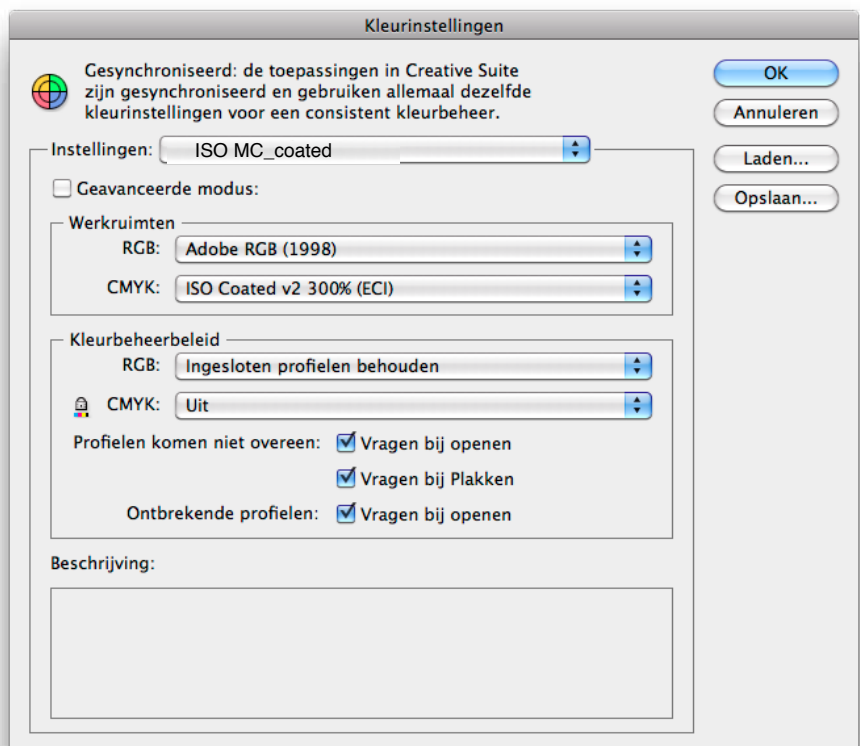 Kleurinstellingen
Gesynchroniseerd: de toepassingen in Creative Suite
zijn gesynchroniseerd en gebruiken allemaal dezelfde
kleurinstellingen voor een consistent kleurbeheer.
OK
Annuleren
Laden...
Opslaan...
Instellingen: ISO MC_coated
Geavanceerde modus:
Werkruimten
RGB: Adobe RGB (1998)
CMYK: ISO Coated v2 300% (ECI)
Kleurbeheerbeleid
RGB: Ingesloten profielen behouden
CMYK: Uit
Profielen komen niet overeen: Vragen bij openen
Vragen bij Plakken
Ontbrekende profielen: Vragen bij openen
Beschrijving: